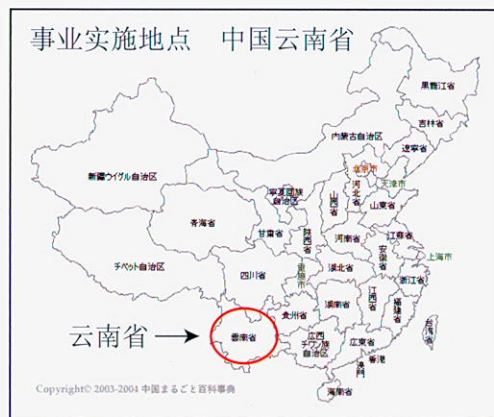 事业实施地点　中国云南省
黒龍江省
吉林省
遼寧省
内蒙古自治区
北京市
天津市
新疆ウイグル自治区
寧夏回族
自治区
山西省
河北省
山東省
青海省
甘粛省
陝西省
河南省
江蘇省
安徽省
上海市
チベット自治区
四川省
重慶市
湖北省
浙江省
江西省
湖南省
福建省
貴州省
云南省
雲南省
広西
チワン族
自治区
広東省
台湾省
香港
澳門
海南省
Copyright© 2003-2004 中国まるごと百科事典